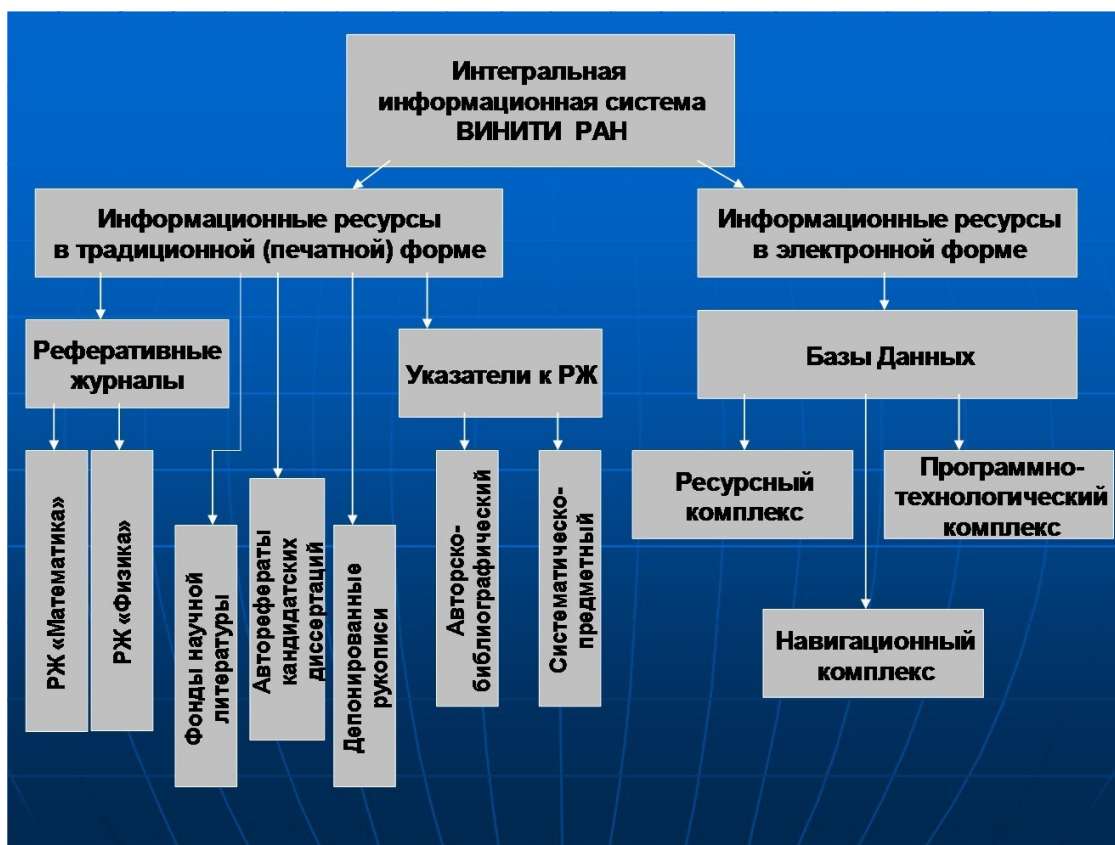 Интегральная
информационная система
ВИНИТИ РАН
Информационные ресурсы
в традиционной (печатной) форме
Информационные ресурсы
в электронной форме
Реферативные
журналы
Указатели к РЖ
Базы Данных
РЖ «Математика»
РЖ «Физика»
Фонды научной
литературы
Авторефераты
кандидатских
диссертаций
Депонированные
рукописи
Авторско-
библиографический
Систематическо-
предметный
Ресурсный
комплекс
Программно-
технологический
комплекс
Навигационный
комплекс